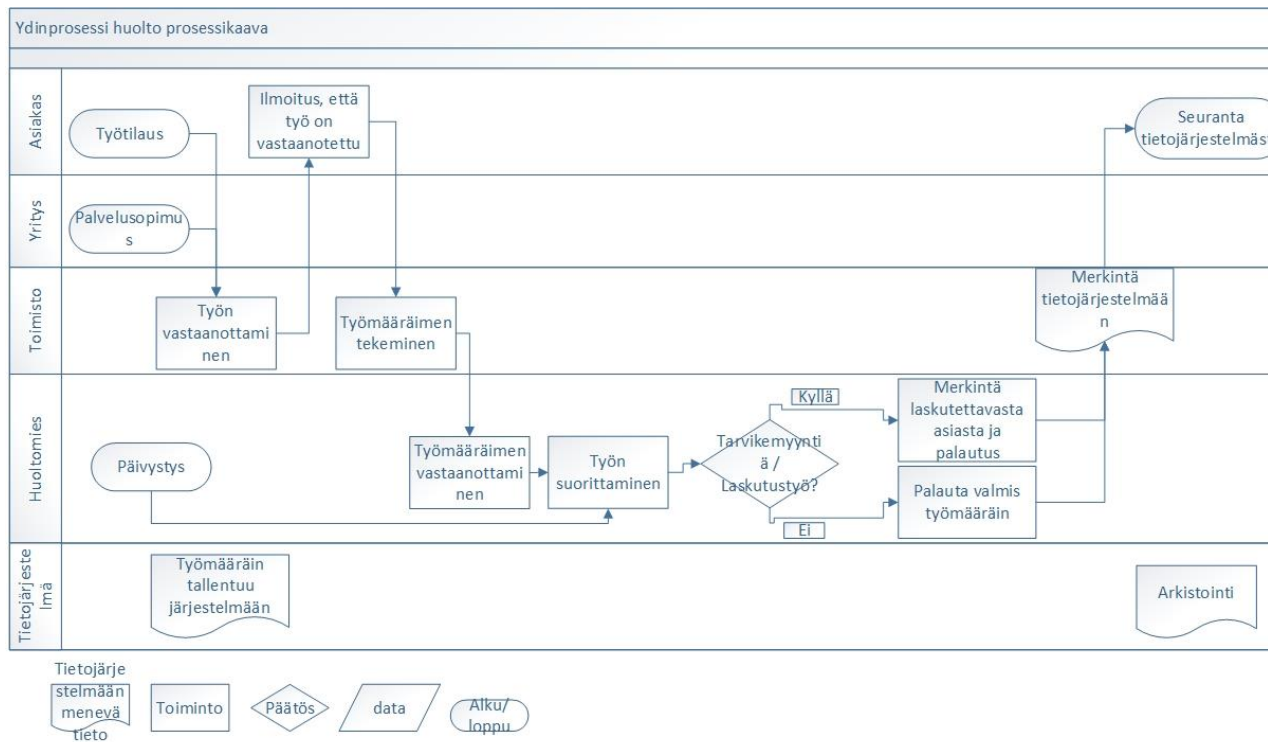 Ydinprosessi huolto prosessikaava
Asiakas
Työtilaus
Ilmoitus, että
työ on
vastaanotettu
Seuranta
tietojärjestelmäst
Yritys
Palvelusopimu
s
Toimisto
Työn
vastaanottami
nen
Työmääräimen
tekeminen
Merkintä
tietojärjestelmää
n
Huoltomies
Päivystys
Työmääräimen
vastaanottami
nen
Työn
suorittaminen
Tarvikemyynti
ä /
Laskutustyö?
Kyllä
Ei
Merkintä
laskutettavasta
asiasta ja
palautus
Palauta valmis
työmääräin
Tietojärjeste
lmä
Työmääräin
tallentuu
järjestelmään
Arkistointi
Tietojärje
stelmään
menevä
tieto
Toiminto
Päätös
data
Alku/
loppu